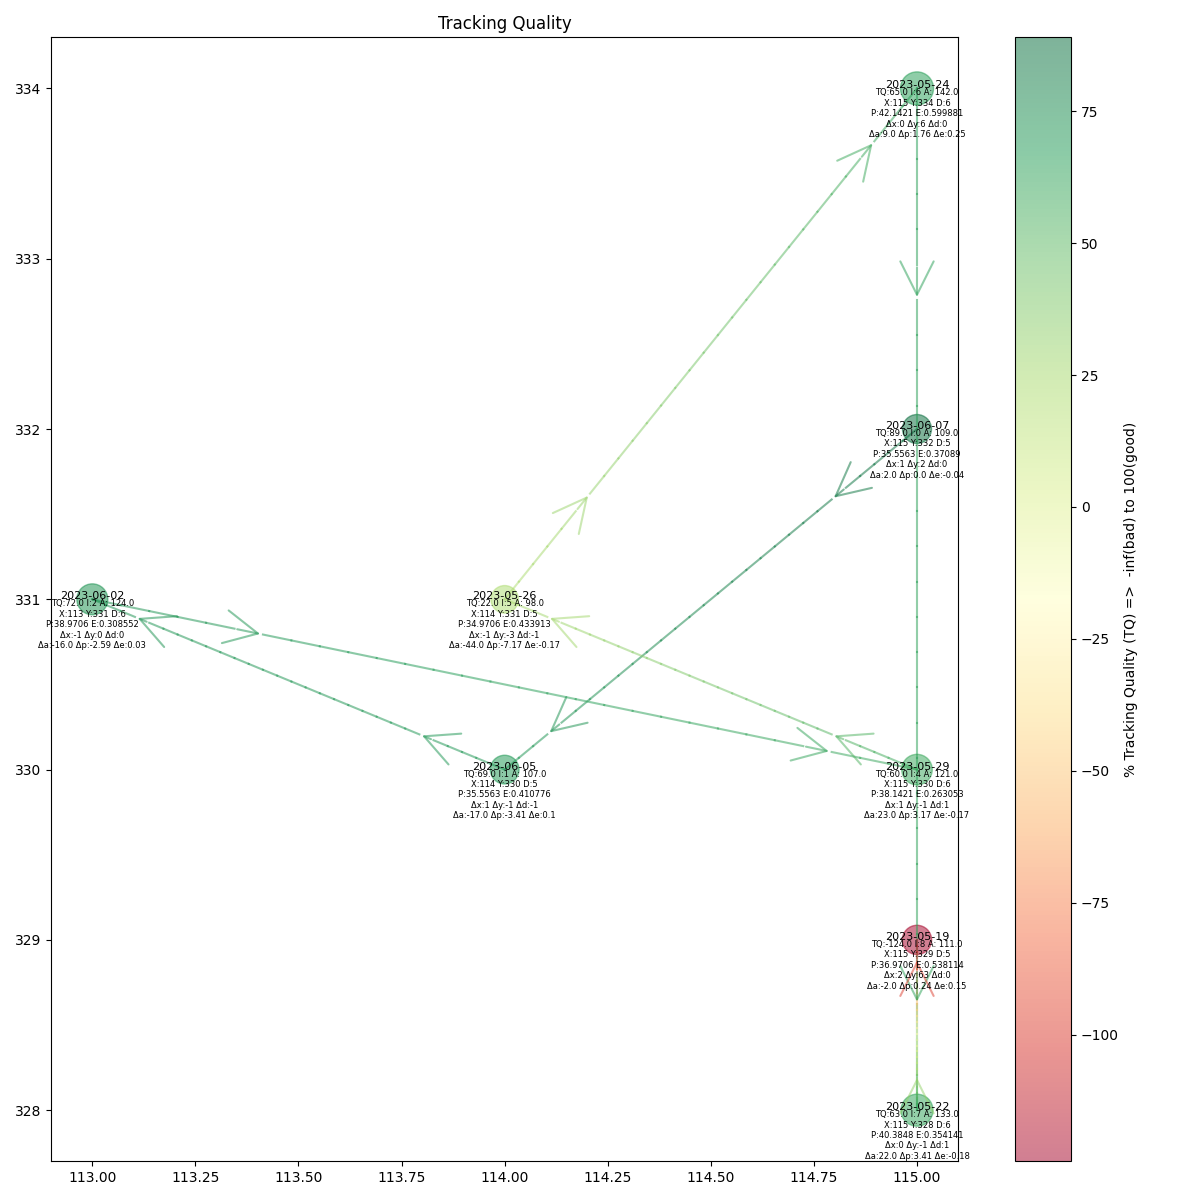 Tracking Quality
334
333
332
331
330
329
328
2023-05-24
TQ:65.0 I:6 A: 142.0
X:115 Y:334 D:6
P:42.1421 E:0.599881
Δx:0 Δy:6 Δd:0
Δa:9.0 Δp:1.76 Δe:0.25
2023-06-07
TQ:89.0 I:0 A: 109.0
X:115 Y:332 D:5
P:35.5563 E:0.37089
Δx:1 Δy:2 Δd:0
Δa:2.0 Δp:0.0 Δe:-0.04
2023-06-02
TQ:72.0 I:2 A: 124.0
X:113 Y:331 D:6
P:38.9706 E:0.308552
Δx:-1 Δy:0 Δd:0
Δa:-16.0 Δp:-2.59 Δe:0.03
2023-05-26
TQ:22.0 I:5 A: 98.0
X:114 Y:331 D:5
P:34.9706 E:0.433913
Δx:-1 Δy:-3 Δd:-1
Δa:-44.0 Δp:-7.17 Δe:-0.17
2023-06-05
TQ:69.0 I:1 A: 107.0
X:114 Y:330 D:5
P:35.5563 E:0.410776
Δx:1 Δy:-1 Δd:-1
Δa:-17.0 Δp:-3.41 Δe:0.1
2023-05-29
TQ:60.0 I:4 A: 121.0
X:115 Y:330 D:6
P:38.1421 E:0.263053
Δx:1 Δy:-1 Δd:1
Δa:23.0 Δp:3.17 Δe:-0.17
2023-05-19
TQ:-124.0 I:8 A: 111.0
X:115 Y:329 D:5
P:36.9706 E:0.538114
Δx:2 Δy:63 Δd:0
Δa:-2.0 Δp:0.24 Δe:0.15
2023-05-22
TQ:63.0 I:7 A: 133.0
X:115 Y:328 D:6
P:40.3848 E:0.354141
Δx:0 Δy:-1 Δd:1
Δa:22.0 Δp:3.41 Δe:-0.18
113.00 113.25 113.50 113.75 114.00 114.25 114.50 114.75 115.00
75
50
25
0
−25
−50
−75
−100
% Tracking Quality (TQ) => -inf(bad) to 100(good)